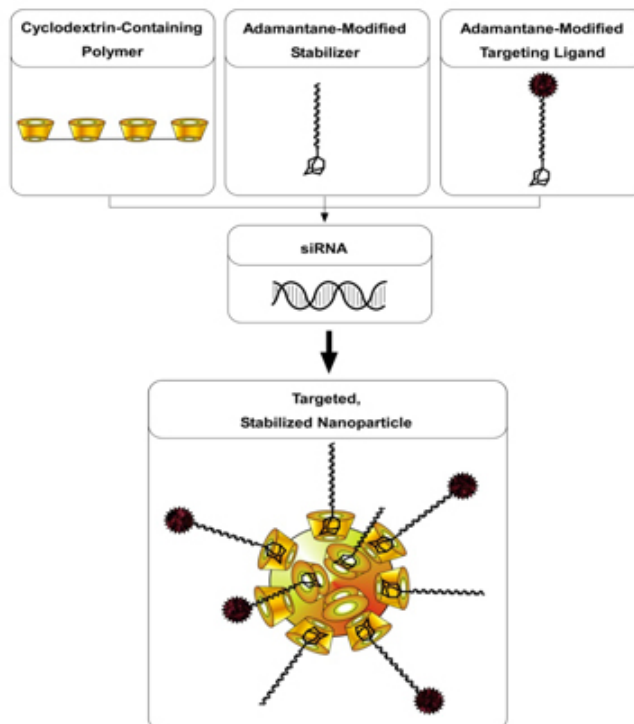 Cyclodextrin-Containing
Polymer
Adamantane-Modified
Stabilizer
Adamantane-Modified
Targeting Ligand
siRNA
Targeted,
Stabilized Nanoparticle